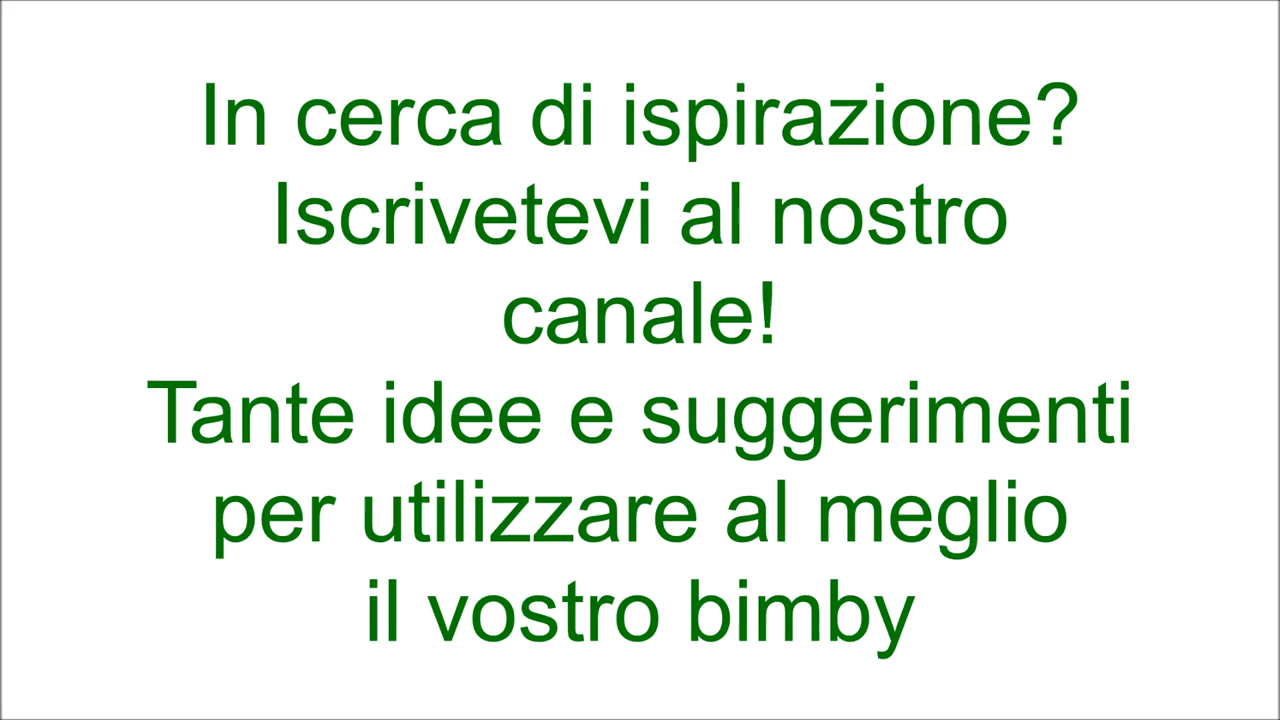 In cerca di ispirazione?
Iscrivetevi al nostro
canale!
Tante idee e suggerimenti
per utilizzare al meglio
il vostro bimby